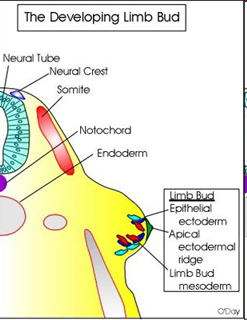 The Developing Limb Bud
Neural Tube
Neural Crest
Somite
Notochord
Endoderm
Limb Bud
Epithelial
ectoderm
Apical
ectodermal
ridge
Limb Bud
mesoderm
O'Day